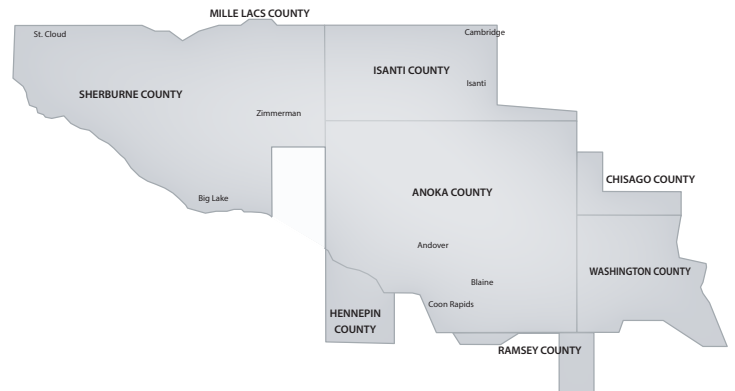 MILLE LACS COUNTY
St. Cloud
Cambridge
ISANTI COUNTY
Isanti
SHERBURNE COUNTY
Zimmerman
CHISAGO COUNTY
ANOKA COUNTY
Big Lake
Andover
WASHINGTON COUNTY
Blaine
Coon Rapids
HENNEPIN
COUNTY
RAMSEY COUNTY